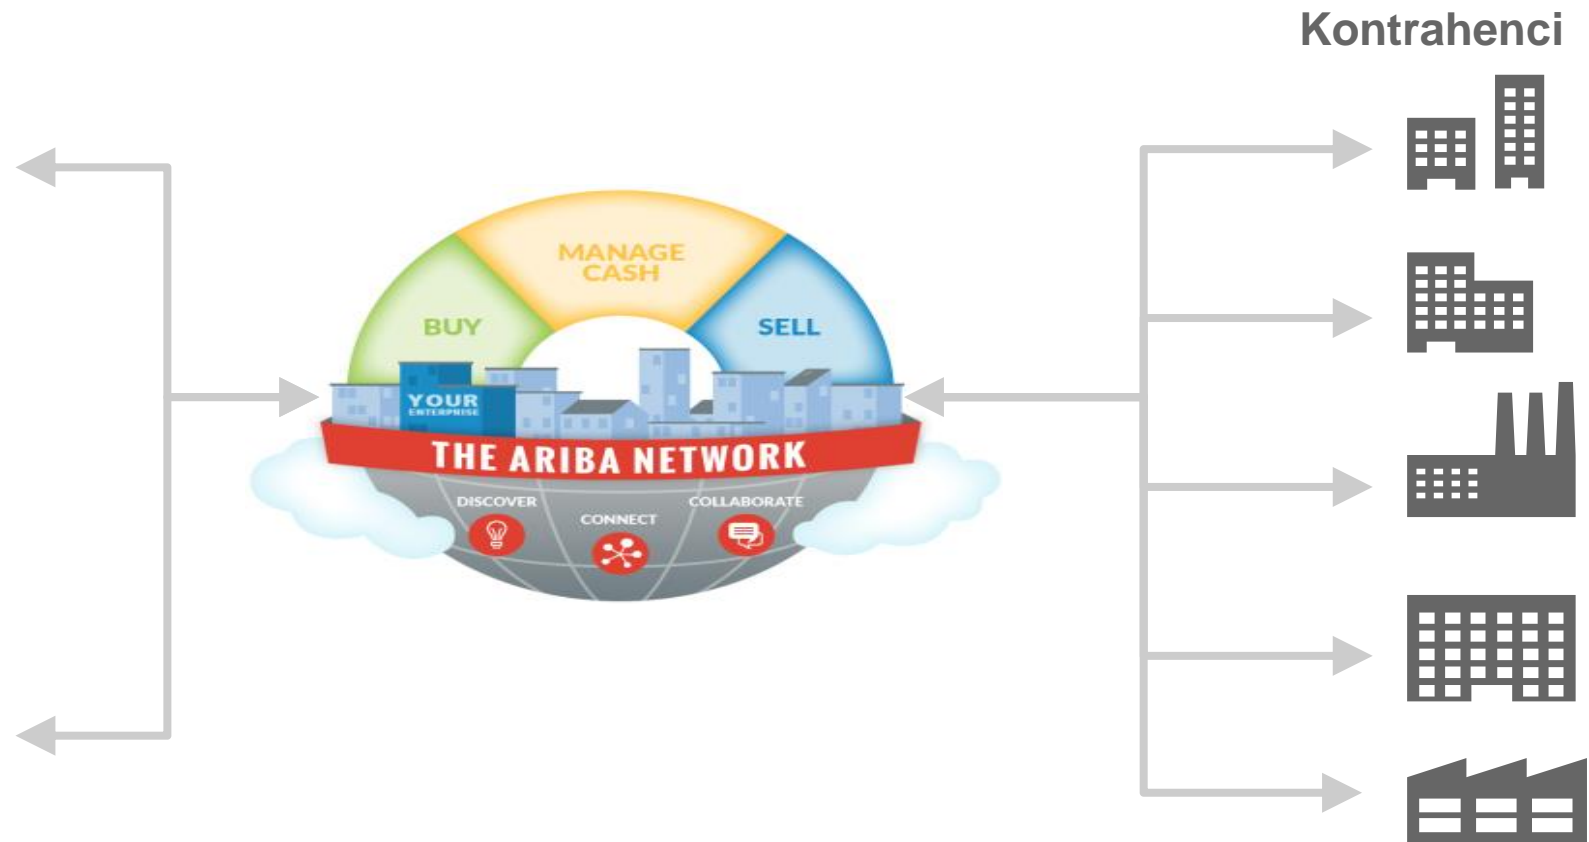 Kontrahenci
MANAGE
CASH
BUY
SELL
YOUR
ENTERPRISE
THE ARIBA NETWORK
DISCOVER
CONNECT
COLLABORATE